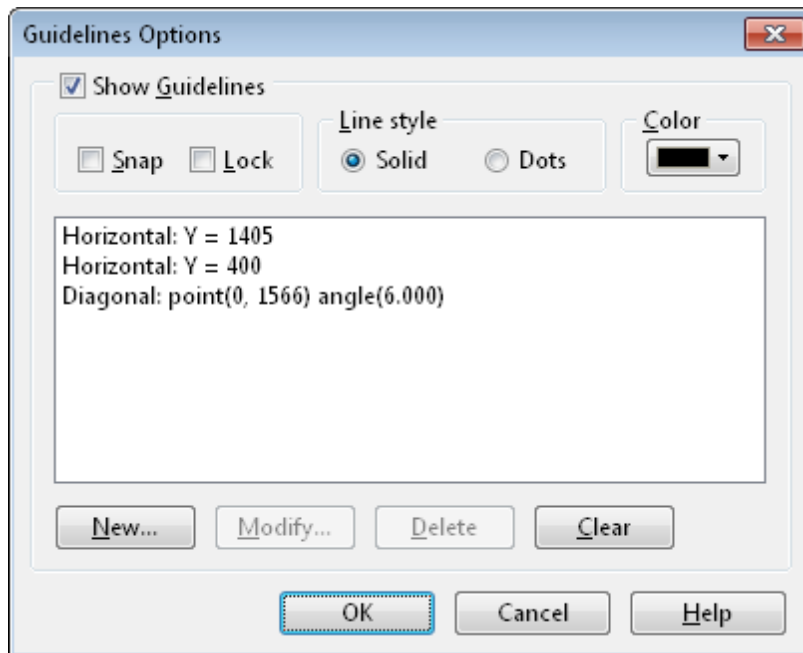 Guidelines Options
Show Guidelines
Snap
Lock
Line style
Solid
Dots
Color
Horizontal: Y = 1405
Horizontal: Y = 400
Diagonal: point(0, 1566) angle(6.000)
New...
Modify...
Delete
Clear
OK
Cancel
Help